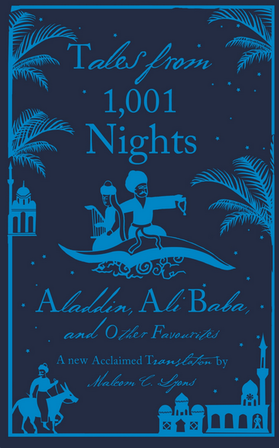 Tales from
1,001
Nights
Aladdin, Ali Baba,
and Other Favourites
A new Acclaimed Translation by
Malcolm C. Lyons